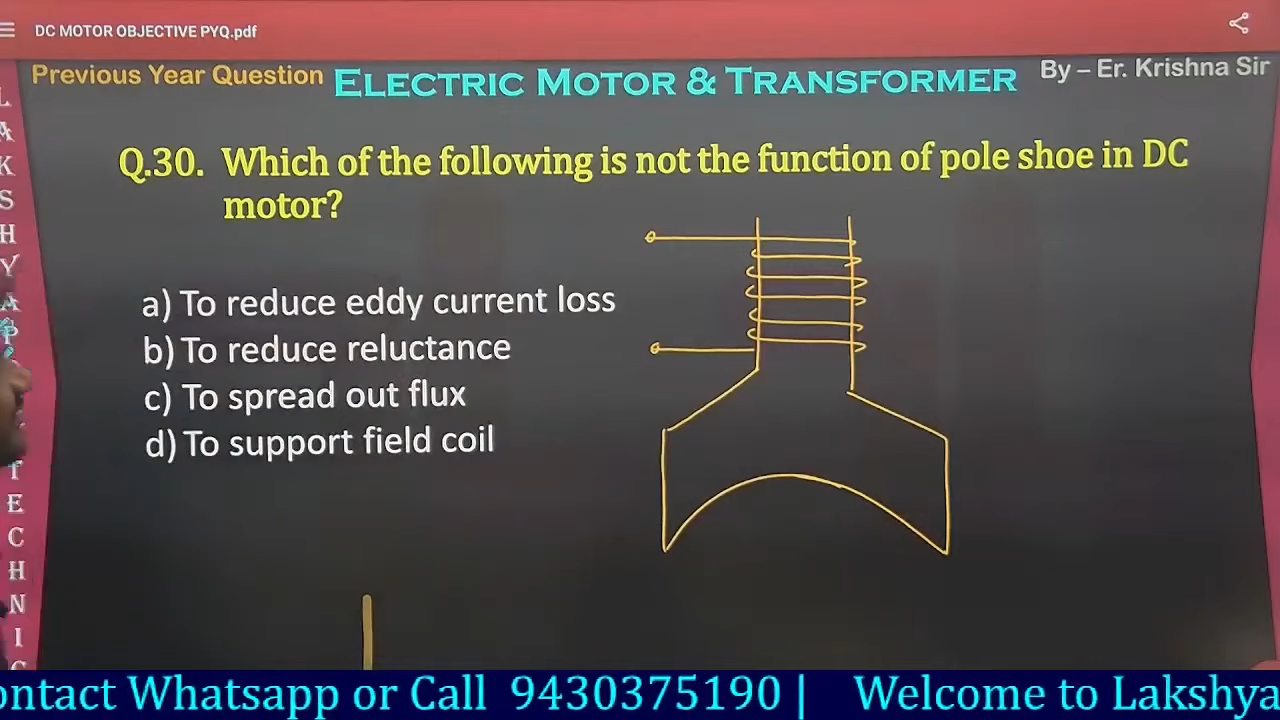 DC MOTOR OBJECTIVE PYQ.pdf
Previous Year Question
ELECTRIC MOTOR & TRANSFORMER
By – Er. Krishna Sir
Q.30. Which of the following is not the function of pole shoe in DC
motor?
a) To reduce eddy current loss
b) To reduce reluctance
c) To spread out flux
d) To support field coil
L
A
K
S
H
Y
A
P
T
E
C
H
N
I
ontact Whatsapp or Call 9430375190 | Welcome to Lakshya